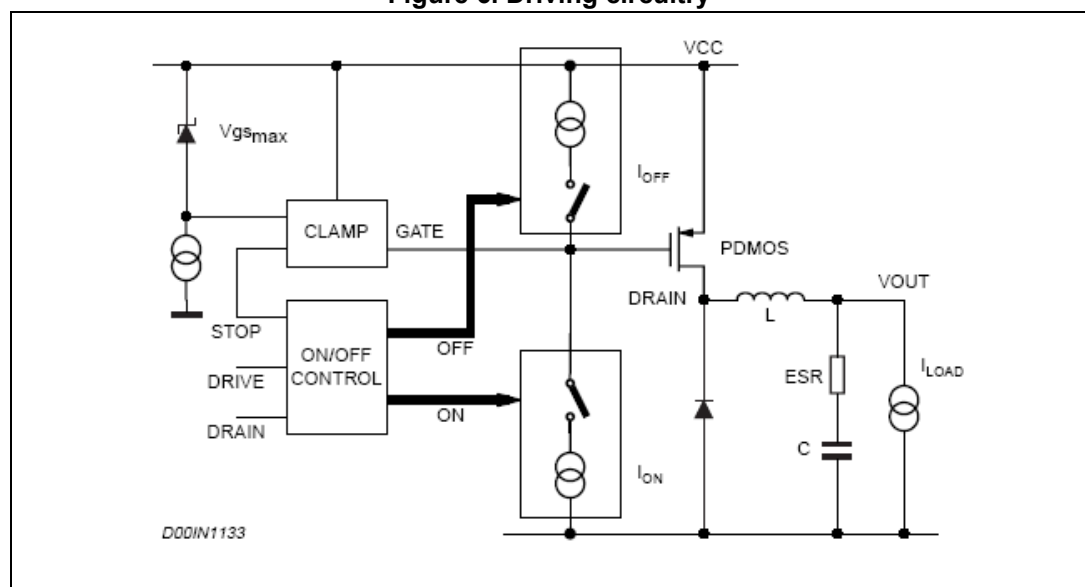 Figure 6. Driving circuitry
VCC
Vgsmax
IOFF
CLAMP
GATE
PDMOS
DRAIN
VOUT
L
STOP
OFF
ON/OFF
CONTROL
DRIVE
ON
DRAIN
ESR
ILOAD
C
ION
D00IN1133